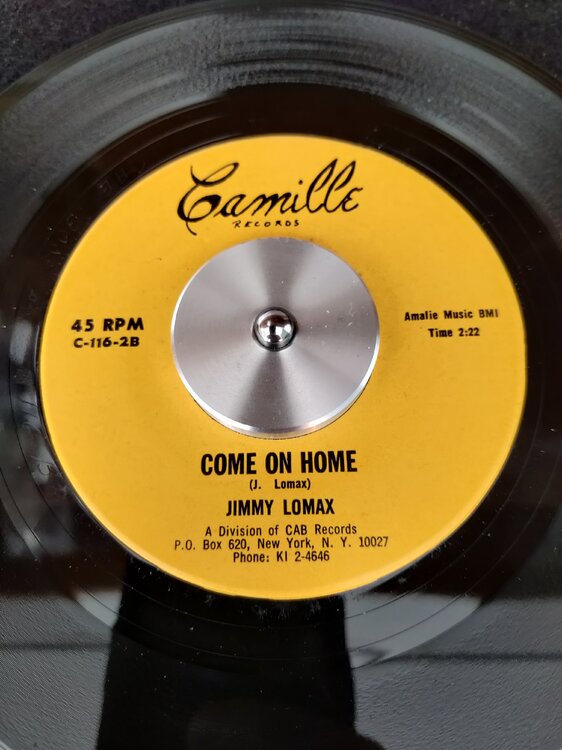 Camille
RECORDS
45 RPM
C-116-2B
Amalie Music BMI
Time 2:22
COME ON HOME
(J. Lomax)
JIMMY LOMAX
A Division of CAB Records
P.O. Box 620, New York, N. Y. 10027
Phone: KI 2-4646